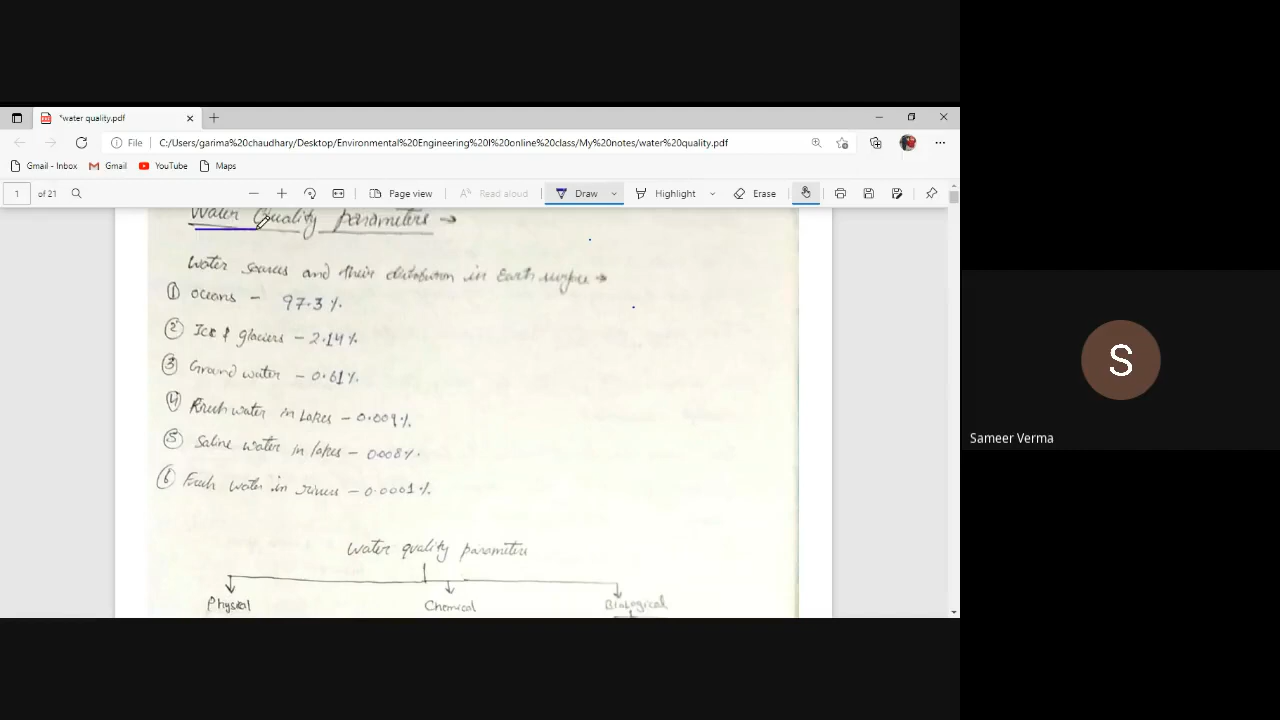 *water quality.pdf
File C:/Users/garima%20chaudhary/Desktop/Environmental%20Engineering%20I%20online%20class/My%20notes/water%20quality.pdf
Gmail - Inbox Gmail YouTube Maps
1 of 21 Page view Read aloud Draw Highlight Erase
Water Quality parameters →
Water sources and their distribution in Earth surface →
① Oceans - 97.3 %.
② Ice & glaciers - 2.14 %
③ Ground water - 0.61 %.
④ Fresh water in Lakes - 0.009 %.
⑤ Saline water in lakes - 0.008 %.
⑥ Fresh water in rivers - 0.0001 %.
Water quality parameters
Physical Chemical Biological
S
Sameer Verma